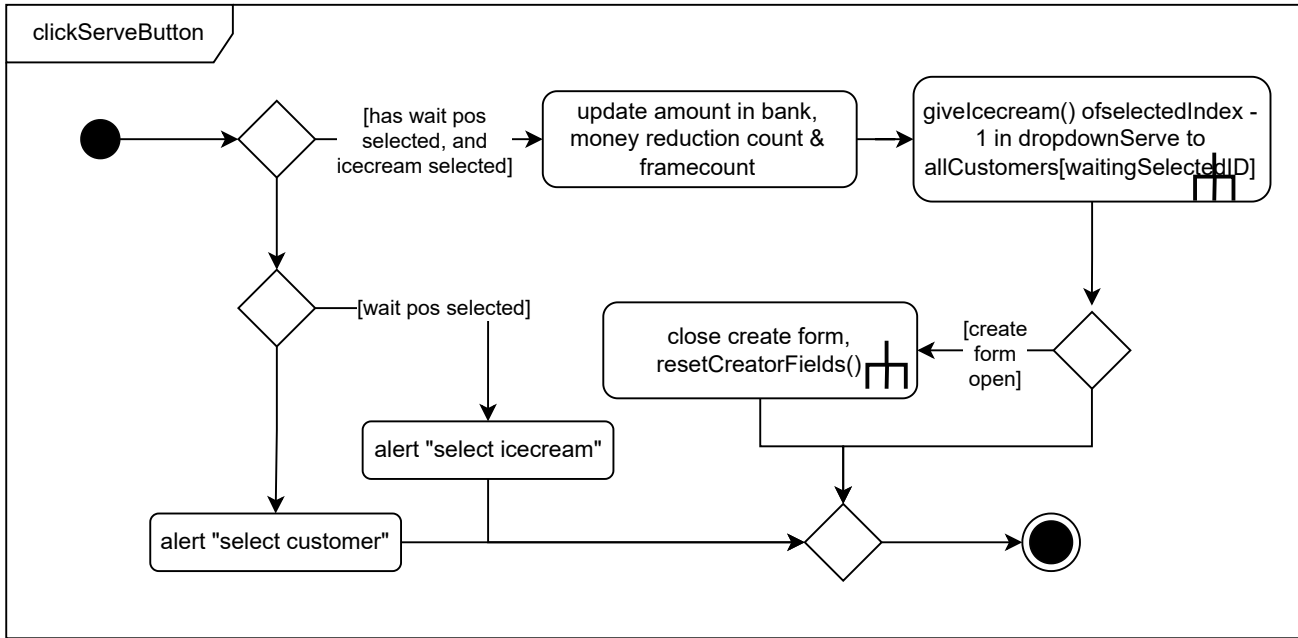 clickServeButton
[has wait pos
selected, and
icecream selected]
update amount in bank,
money reduction count &
framecount
giveIcecream() ofselectedIndex -
1 in dropdownServe to
allCustomers[waitingSelectedID]
[wait pos selected]
close create form,
resetCreatorFields()
[create
form
open]
alert "select icecream"
alert "select customer"